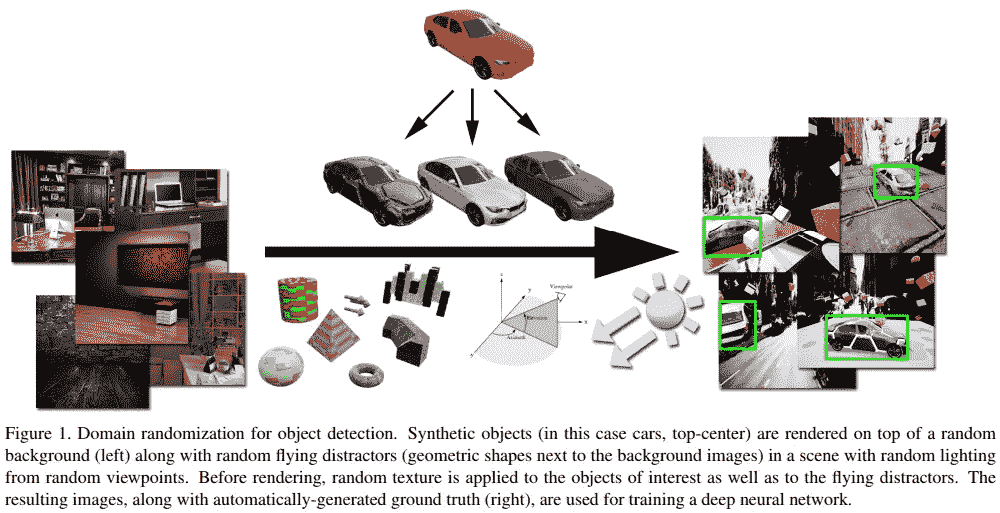 z
Viewpoint
y
Elevation
x
Azimuth
Figure 1. Domain randomization for object detection. Synthetic objects (in this case cars, top-center) are rendered on top of a random
background (left) along with random flying distractors (geometric shapes next to the background images) in a scene with random lighting
from random viewpoints. Before rendering, random texture is applied to the objects of interest as well as to the flying distractors. The
resulting images, along with automatically-generated ground truth (right), are used for training a deep neural network.